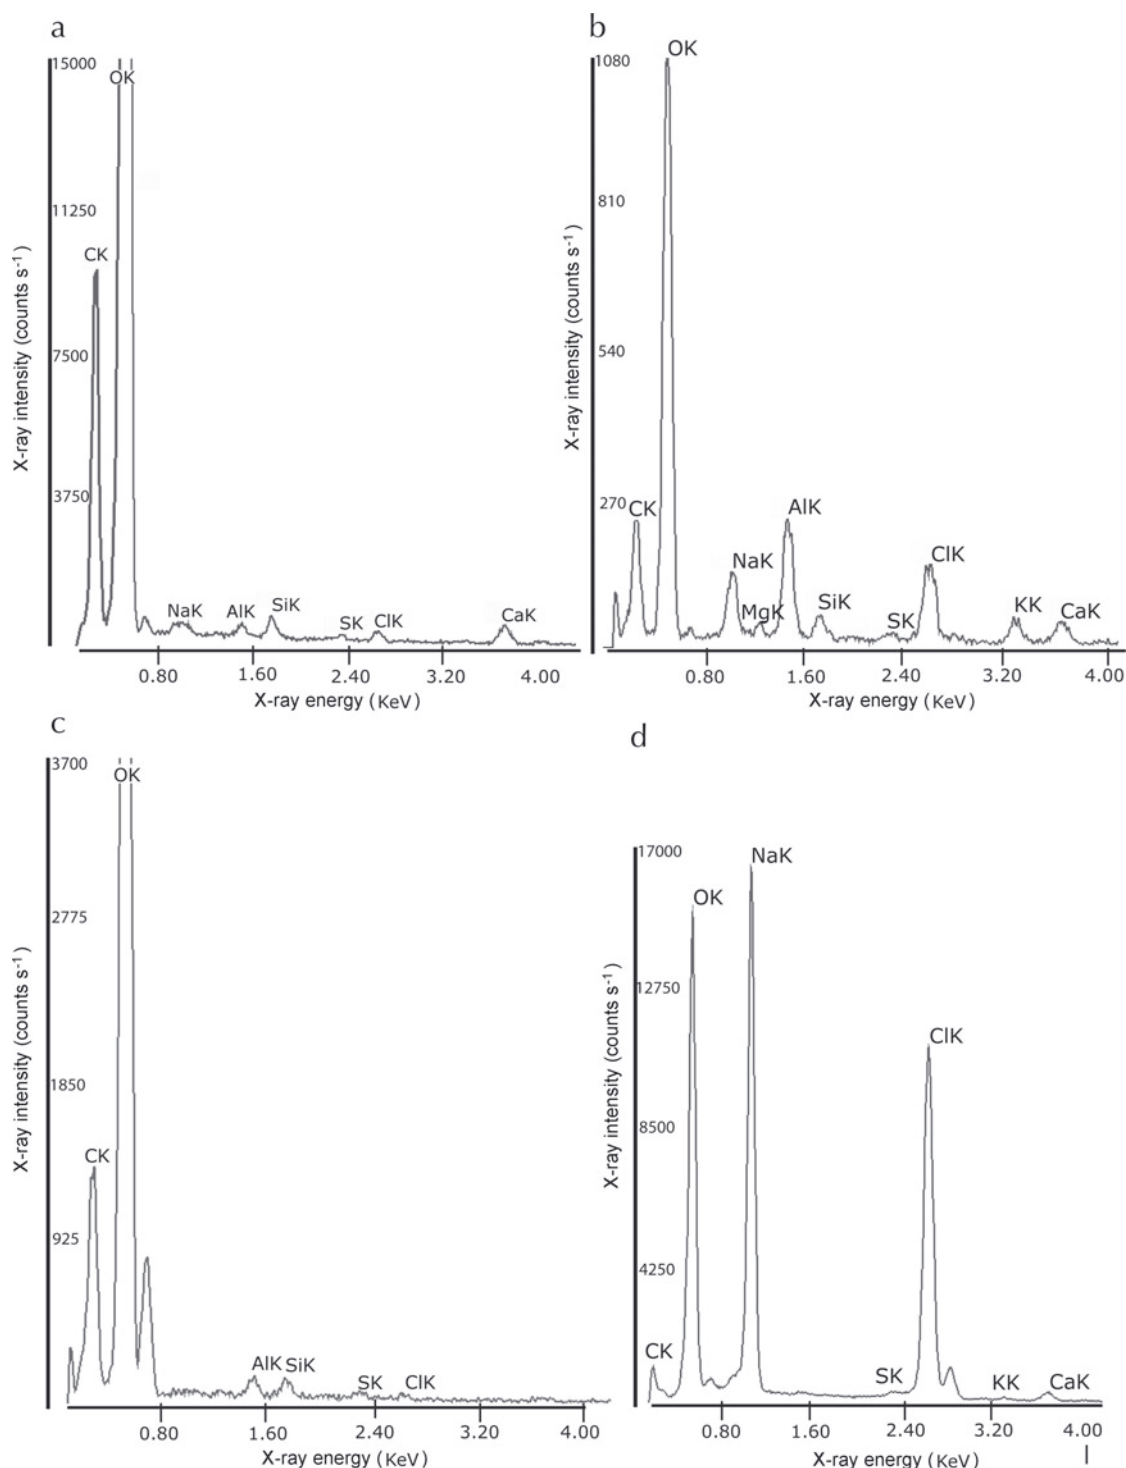 a
15000
OK
11250
CK
7500
3750
NaK
AlK
SiK
SK
ClK
CaK
0.80 1.60 2.40 3.20 4.00
X-ray energy (KeV)
X-ray intensity (counts s⁻¹)
b
1080
OK
810
540
270
CK
NaK
MgK
AlK
SiK
SK
ClK
KK
CaK
0.80 1.60 2.40 3.20 4.00
X-ray energy (KeV)
X-ray intensity (counts s⁻¹)
c
3700
OK
2775
1850
CK
925
AlK
SiK
SK
ClK
0.80 1.60 2.40 3.20 4.00
X-ray energy (KeV)
X-ray intensity (counts s⁻¹)
d
17000
NaK
OK
12750
ClK
8500
4250
CK
SK
KK
CaK
0.80 1.60 2.40 3.20 4.00
X-ray energy (KeV)
X-ray intensity (counts s⁻¹)